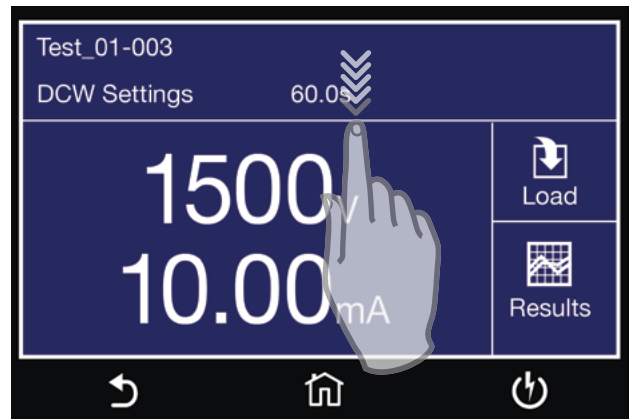 Test_01-003
DCW Settings 60.0s
1500V
10.00mA
Load
Results